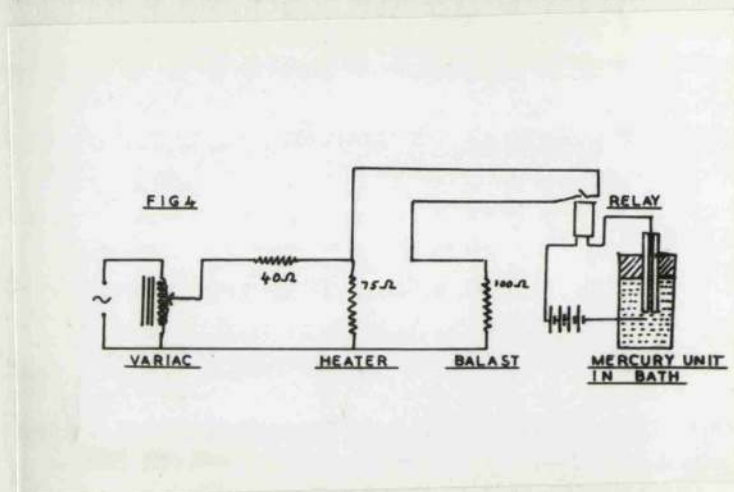 FIG 4
RELAY
40Ω
75Ω
100Ω
VARIAC
HEATER
BALAST
MERCURY UNIT
IN BATH